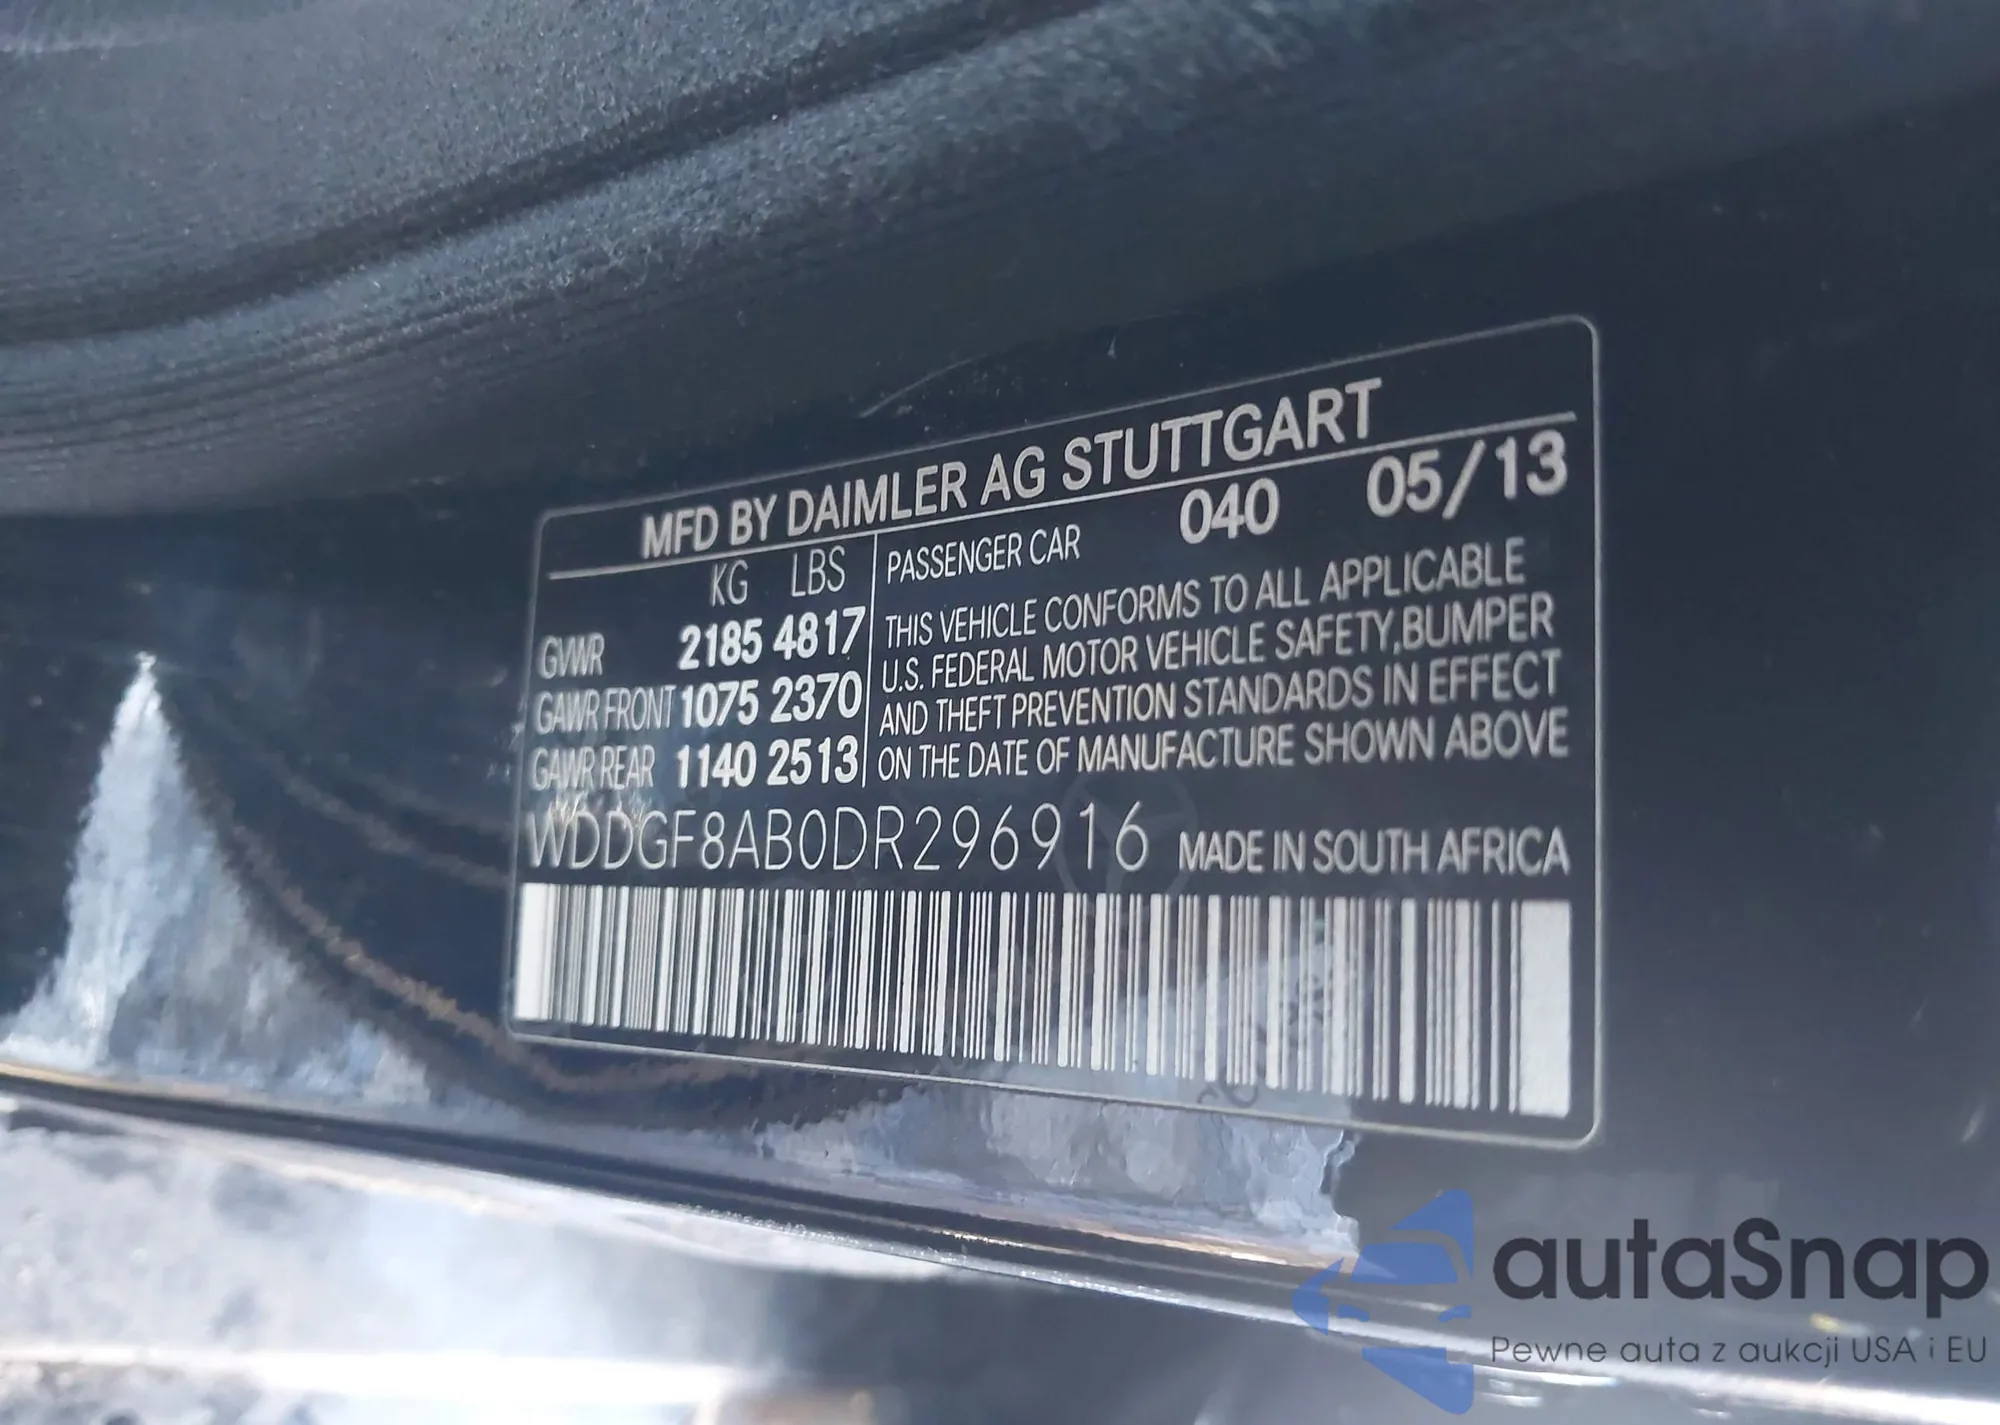 MFD BY DAIMLER AG STUTTGART
KG LBS
GVWR 2185 4817
GAWR FRONT 1075 2370
GAWR REAR 1140 2513
PASSENGER CAR 040 05/13
THIS VEHICLE CONFORMS TO ALL APPLICABLE
U.S. FEDERAL MOTOR VEHICLE SAFETY,BUMPER
AND THEFT PREVENTION STANDARDS IN EFFECT
ON THE DATE OF MANUFACTURE SHOWN ABOVE
WDDGF8AB0DR296916 MADE IN SOUTH AFRICA
autaSnap
Pewne auta z aukcji USA i EU